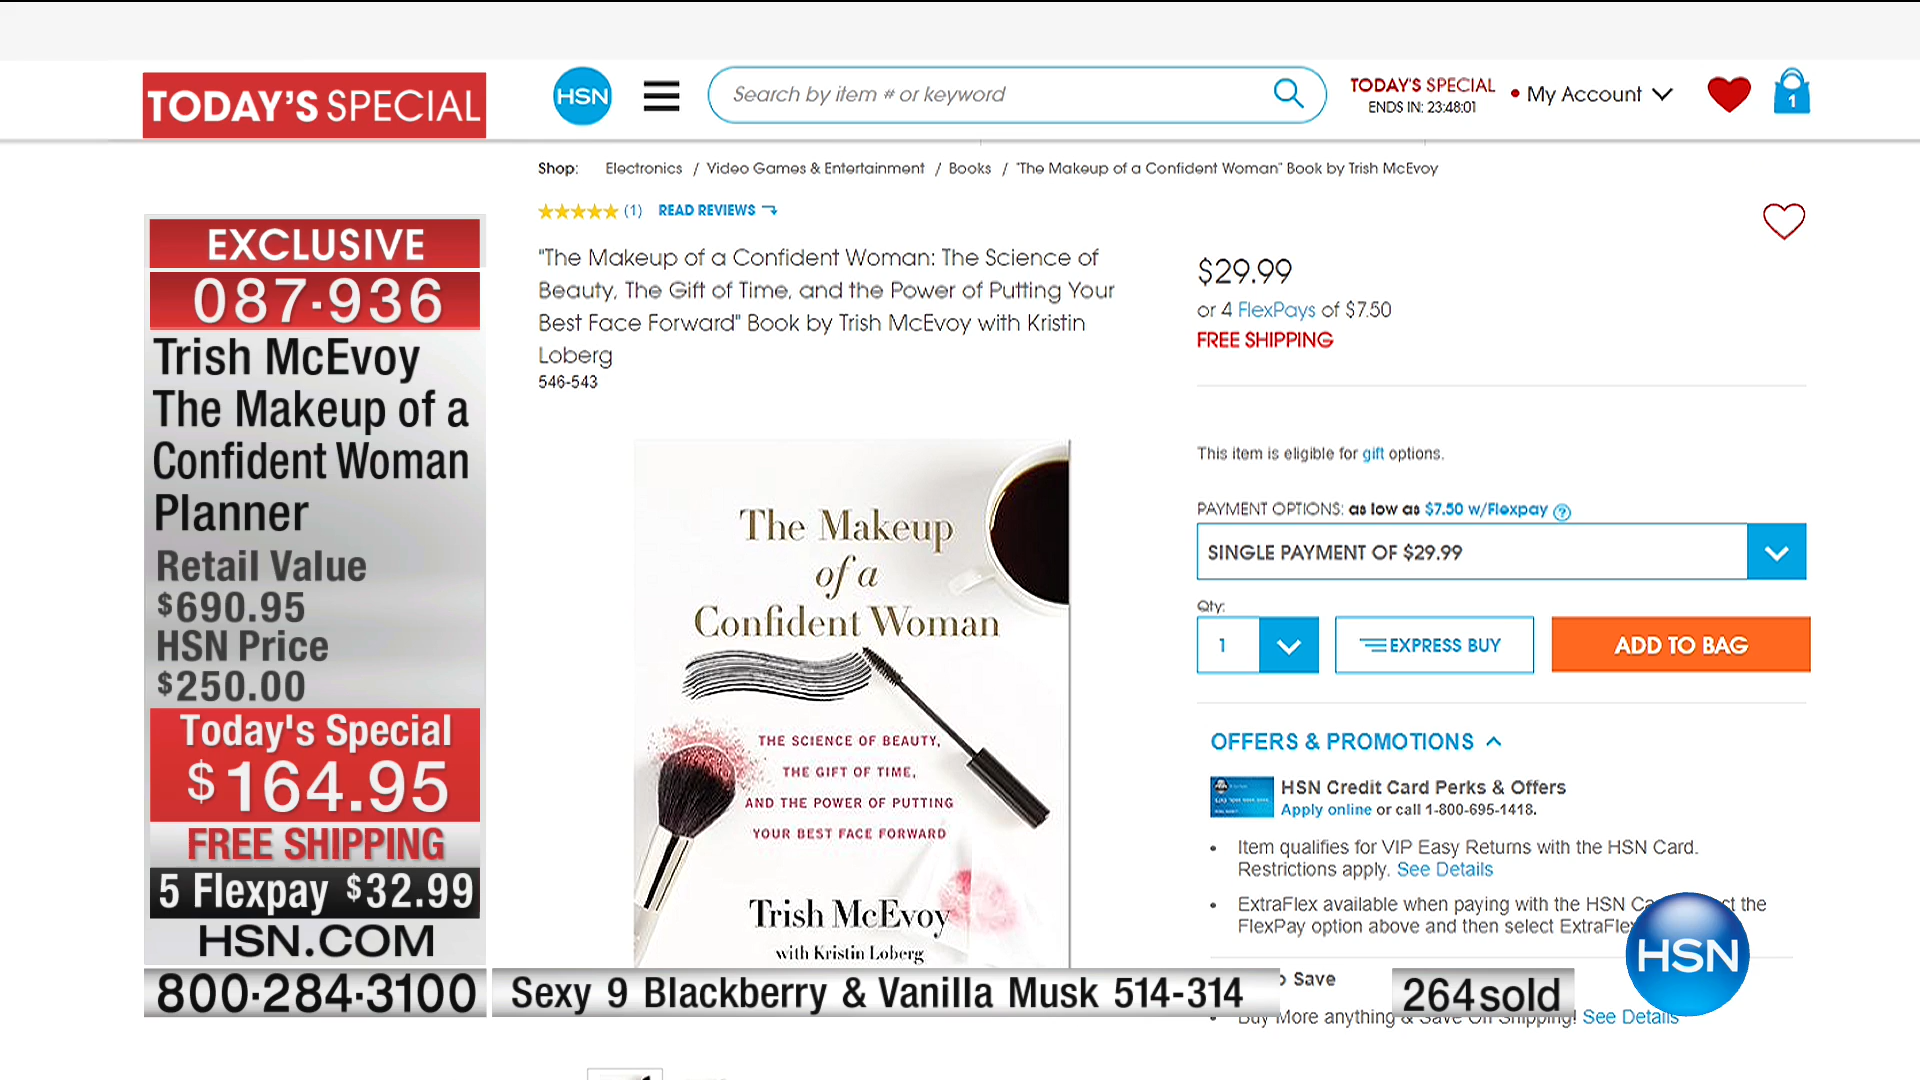 TODAY'S SPECIAL
HSN
Search by item # or keyword
TODAY'S SPECIAL
ENDS IN: 23:48:01
My Account
1
Shop: Electronics / Video Games & Entertainment / Books / "The Makeup of a Confident Woman" Book by Trish McEvoy
(1) READ REVIEWS
"The Makeup of a Confident Woman: The Science of
Beauty, The Gift of Time, and the Power of Putting Your
Best Face Forward" Book by Trish McEvoy with Kristin
Loberg
546-543
EXCLUSIVE
087·936
Trish McEvoy
The Makeup of a
Confident Woman
Planner
Retail Value
$690.95
HSN Price
$250.00
Today's Special
$164.95
FREE SHIPPING
5 Flexpay $32.99
HSN.COM
800·284·3100
The Makeup
of a
Confident Woman
THE SCIENCE OF BEAUTY,
THE GIFT OF TIME,
AND THE POWER OF PUTTING
YOUR BEST FACE FORWARD
Trish McEvoy
with Kristin Loberg
$29.99
or 4 FlexPays of $7.50
FREE SHIPPING
This item is eligible for gift options.
PAYMENT OPTIONS: as low as $7.50 w/Flexpay ?
SINGLE PAYMENT OF $29.99
Qty:
1
EXPRESS BUY
ADD TO BAG
OFFERS & PROMOTIONS
HSN Credit Card Perks & Offers
Apply online or call 1-800-695-1418.
• Item qualifies for VIP Easy Returns with the HSN Card.
Restrictions apply. See Details
• ExtraFlex available when paying with the HSN the
FlexPay option above and then select
Save
• Buy More anything & Save On Shipping! See Details
Sexy 9 Blackberry & Vanilla Musk 514-314
264 sold
HSN